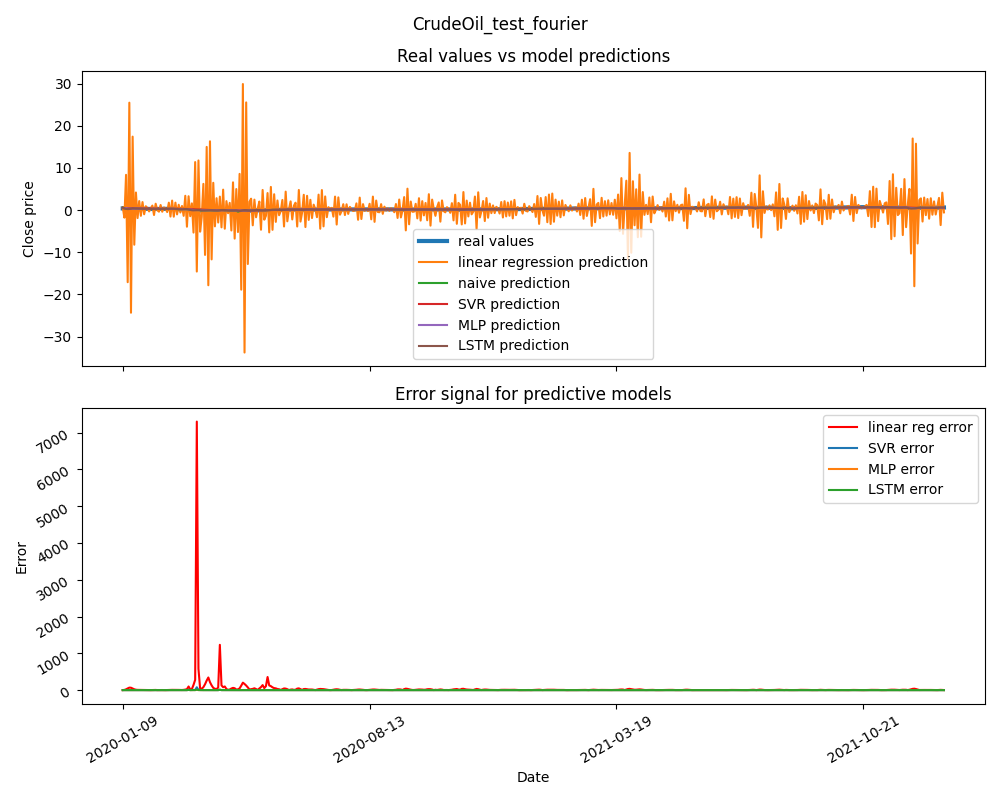 CrudeOil_test_fourier
Real values vs model predictions
30
20
10
0
−10
−20
−30
Close price
real values
linear regression prediction
naive prediction
SVR prediction
MLP prediction
LSTM prediction
Error signal for predictive models
7000
6000
5000
4000
3000
2000
1000
0
Error
linear reg error
SVR error
MLP error
LSTM error
2020-01-09
2020-08-13
2021-03-19
2021-10-21
Date